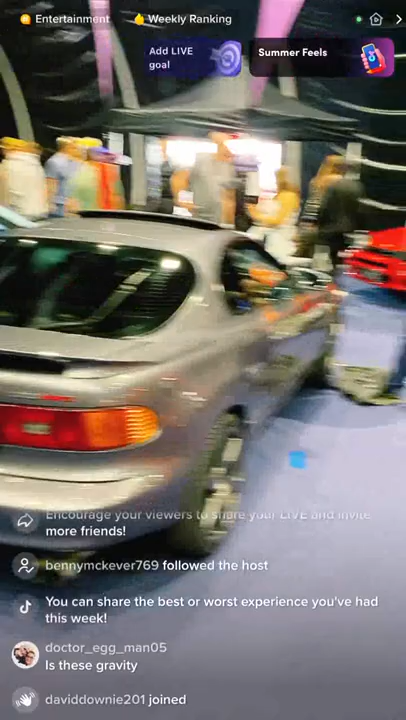 Entertainment
Weekly Ranking
Add LIVE
goal!
Summer Feels
Encourage your viewers to share your LIVE and invite
more friends!
bennymckever769 followed the host
You can share the best or worst experience you've had
this week!
doctor_egg_man05
Is these gravity
daviddownie201 joined